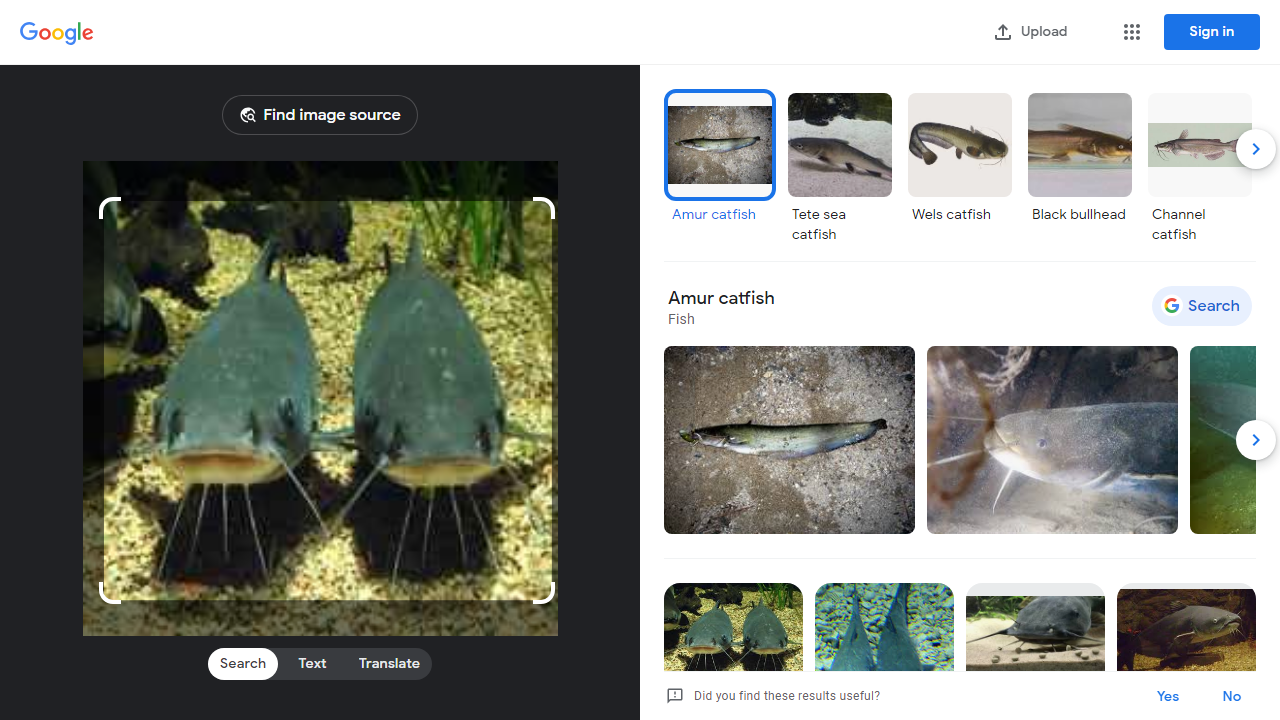 Google
Upload
Sign in
Find image source
Search
Text
Translate
Amur catfish
Tete sea
catfish
Wels catfish
Black bullhead
Channel
catfish
Amur catfish
Fish
Search
Did you find these results useful?
Yes
No